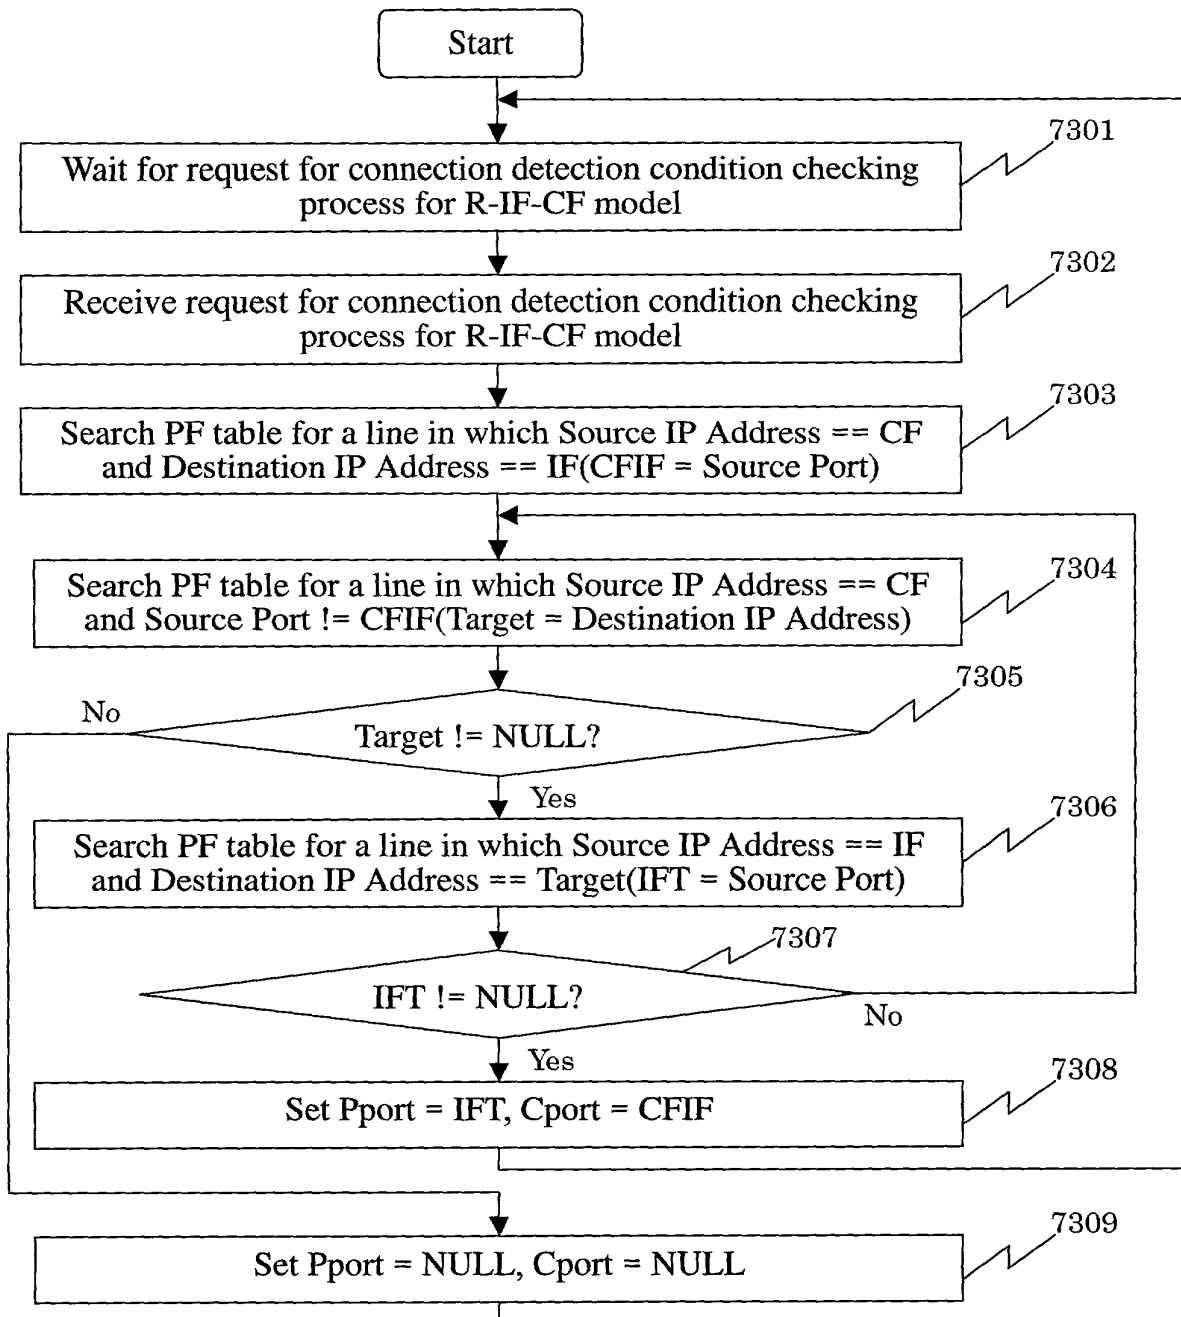 Start
7301
Wait for request for connection detection condition checking
process for R-IF-CF model
7302
Receive request for connection detection condition checking
process for R-IF-CF model
7303
Search PF table for a line in which Source IP Address == CF
and Destination IP Address == IF(CFIF = Source Port)
7304
Search PF table for a line in which Source IP Address == CF
and Source Port != CFIF(Target = Destination IP Address)
7305
No
Target != NULL?
Yes
7306
Search PF table for a line in which Source IP Address == IF
and Destination IP Address == Target(IFT = Source Port)
7307
IFT != NULL?
No
Yes
7308
Set Pport = IFT, Cport = CFIF
7309
Set Pport = NULL, Cport = NULL